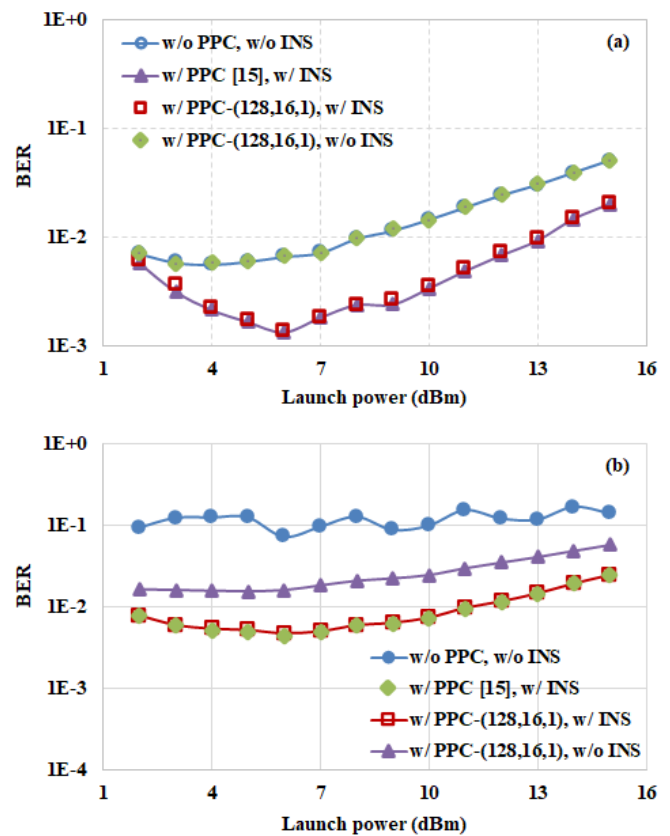 1E+0
(a)
w/o PPC, w/o INS
w/ PPC [15], w/ INS
w/ PPC-(128,16,1), w/ INS
w/ PPC-(128,16,1), w/o INS
1E-1
BER
1E-2
1E-3
1 4 7 10 13 16
Launch power (dBm)
1E+0
(b)
1E-1
BER
1E-2
w/o PPC, w/o INS
w/ PPC [15], w/ INS
1E-3
w/ PPC-(128,16,1), w/ INS
w/ PPC-(128,16,1), w/o INS
1E-4
1 4 7 10 13 16
Launch power (dBm)